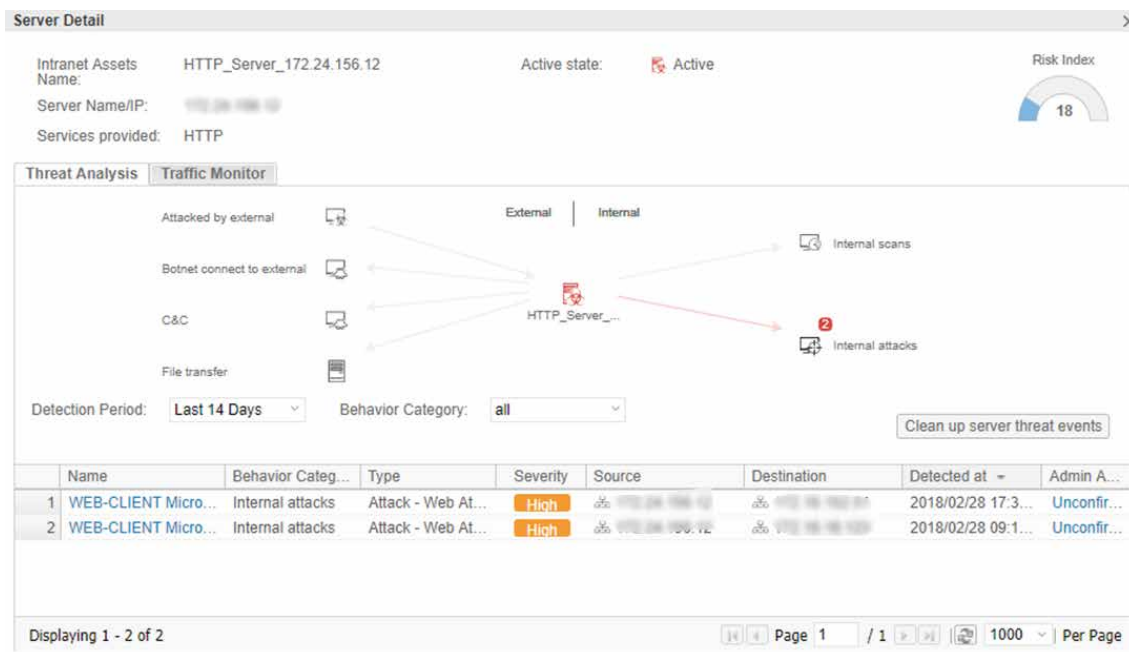 Server Detail
Intranet Assets Name:
HTTP_Server_172.24.156.12
Active state:
Active
Risk Index
18
Server Name/IP:
Services provided:
HTTP
Threat Analysis
Traffic Monitor
Attacked by external
External
Internal
Internal scans
Botnet connect to external
HTTP_Server_...
C&C
2
Internal attacks
File transfer
Detection Period:
Last 14 Days
Behavior Category:
all
Clean up server threat events
Name Behavior Categ... Type Severity Source Destination Detected at Admin A...
1 WEB-CLIENT Micro... Internal attacks Attack - Web At... High 2018/02/28 17:3... Unconfir...
2 WEB-CLIENT Micro... Internal attacks Attack - Web At... High 2018/02/28 09:1... Unconfir...
Displaying 1 - 2 of 2
Page 1 / 1
1000
Per Page